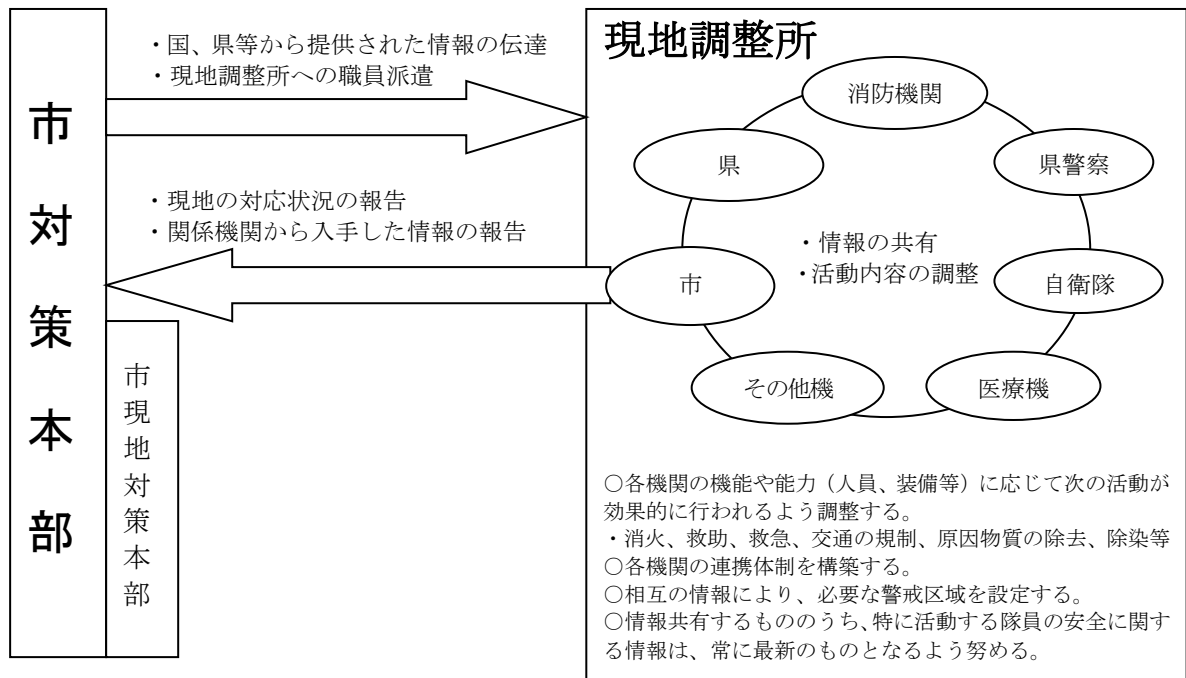 市対策本部
・国、県等から提供された情報の伝達
・現地調整所への職員派遣
・現地の対応状況の報告
・関係機関から入手した情報の報告
市現地対策本部
現地調整所
消防機関
県
県警察
市
・情報の共有
・活動内容の調整
自衛隊
その他機
医療機
○各機関の機能や能力（人員、装備等）に応じて次の活動が
効果的に行われるよう調整する。
・消火、救助、救急、交通の規制、原因物質の除去、除染等
○各機関の連携体制を構築する。
○相互の情報により、必要な警戒区域を設定する。
○情報共有するもののうち、特に活動する隊員の安全に関す
る情報は、常に最新のものとなるよう努める。